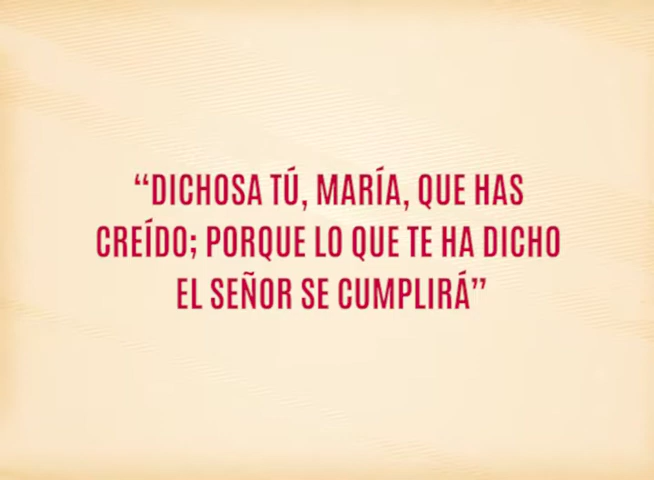 “DICHOSA TÚ, MARÍA, QUE HAS
CREÍDO; PORQUE LO QUE TE HA DICHO
EL SEÑOR SE CUMPLIRÁ”